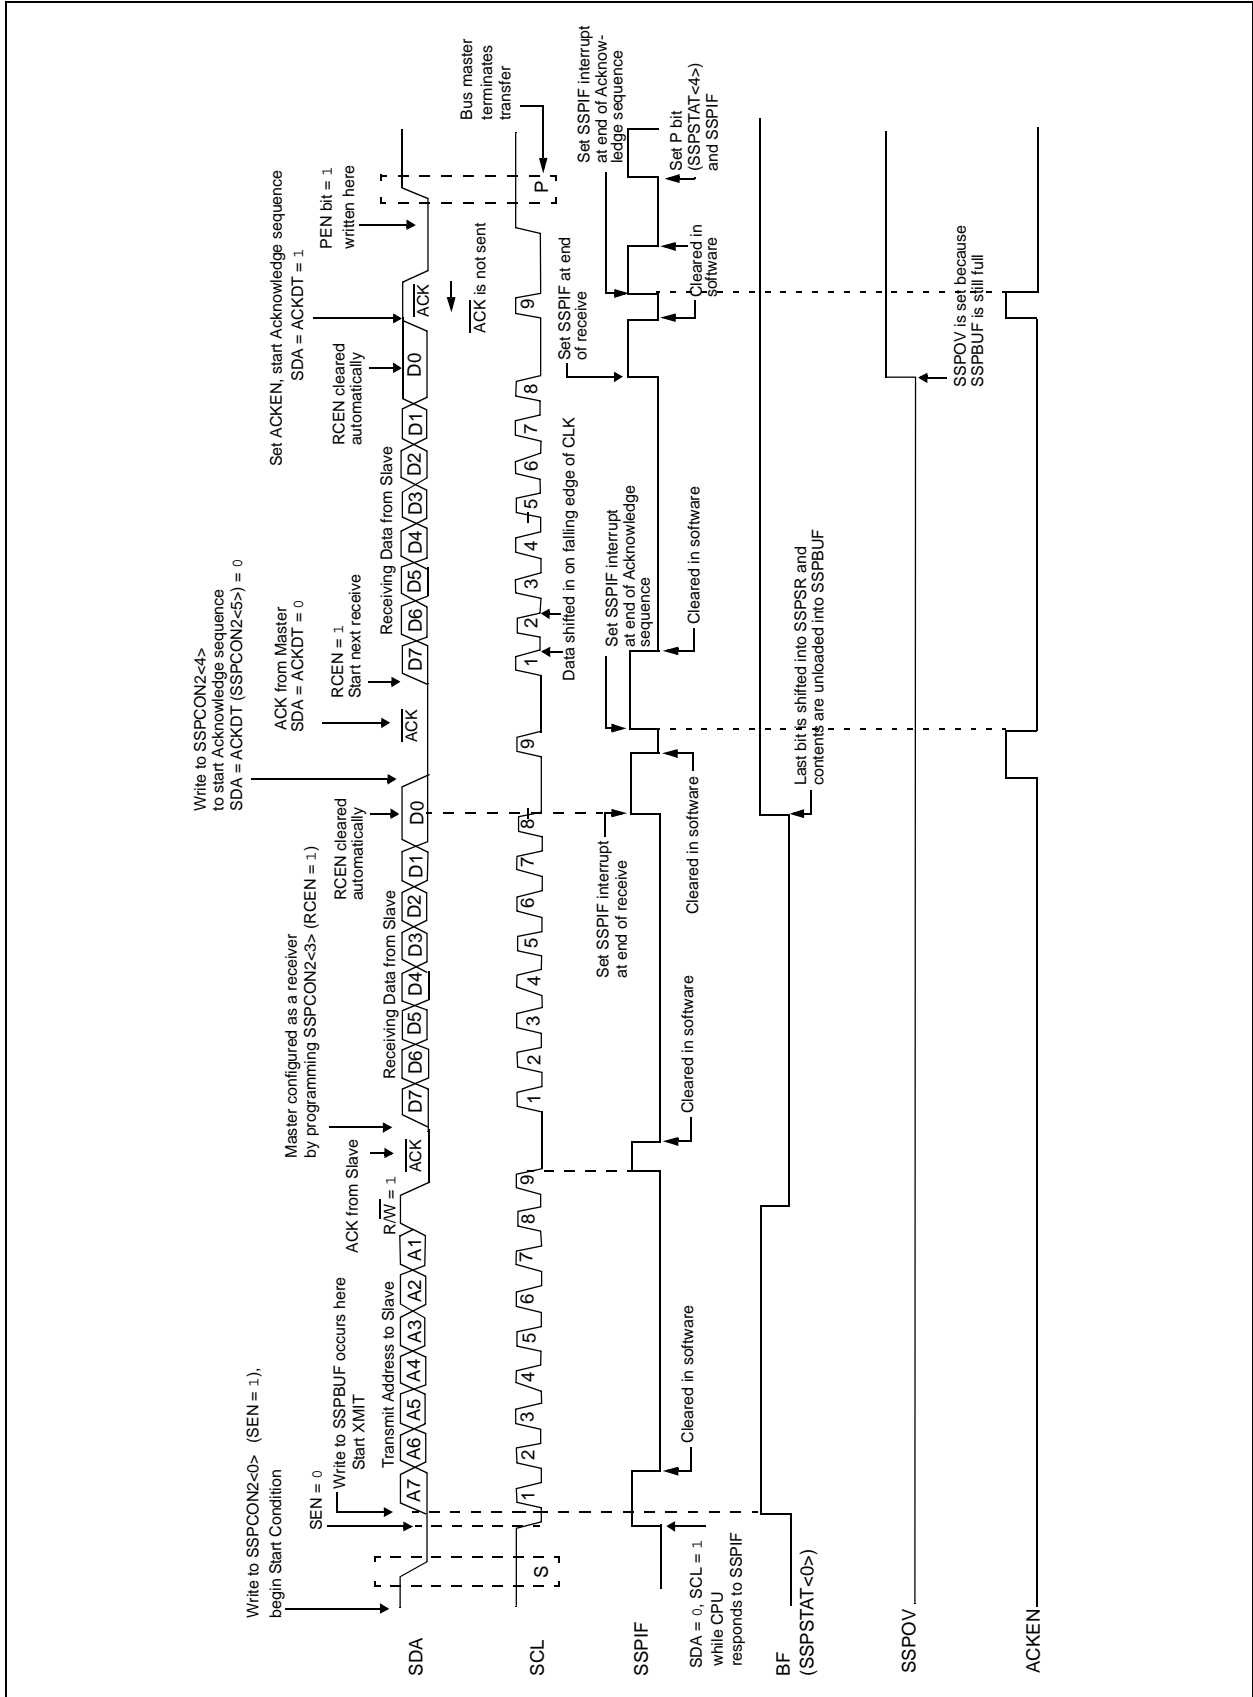 Write to SSPCON2<0> (SEN = 1),
begin Start Condition
SEN = 0
Write to SSPBUF occurs here
Start XMIT
Transmit Address to Slave
ACK from Slave
Master configured as a receiver
by programming SSPCON2<3> (RCEN = 1)
Receiving Data from Slave
RCEN cleared
automatically
Write to SSPCON2<4>
to start Acknowledge sequence
SDA = ACKDT (SSPCON2<5>) = 0
ACK from Master
SDA = ACKDT = 0
RCEN = 1
Start next receive
Receiving Data from Slave
RCEN cleared
automatically
Set ACKEN, start Acknowledge sequence
SDA = ACKDT = 1
PEN bit = 1
written here
SDA
A7 A6 A5 A4 A3 A2 A1 R/W = 1 ACK D7 D6 D5 D4 D3 D2 D1 D0 ACK D7 D6 D5 D4 D3 D2 D1 D0 ACK
ACK is not sent
Bus master
terminates
transfer
SCL
S 1 2 3 4 5 6 7 8 9 1 2 3 4 5 6 7 8 9 1 2 3 4 5 6 7 8 9 P
Data shifted in on falling edge of CLK
Set SSPIF interrupt
at end of receive
Set SSPIF interrupt
at end of Acknowledge
sequence
Set SSPIF at end
of receive
Set SSPIF interrupt
at end of Acknow-
ledge sequence
SSPIF
SDA = 0, SCL = 1
while CPU
responds to SSPIF
Cleared in software
Cleared in software
Cleared in software
Cleared in software
Cleared in
software
Set P bit
(SSPSTAT<4>)
and SSPIF
BF
(SSPSTAT<0>)
Last bit is shifted into SSPSR and
contents are unloaded into SSPBUF
SSPOV
SSPOV is set because
SSPBUF is still full
ACKEN